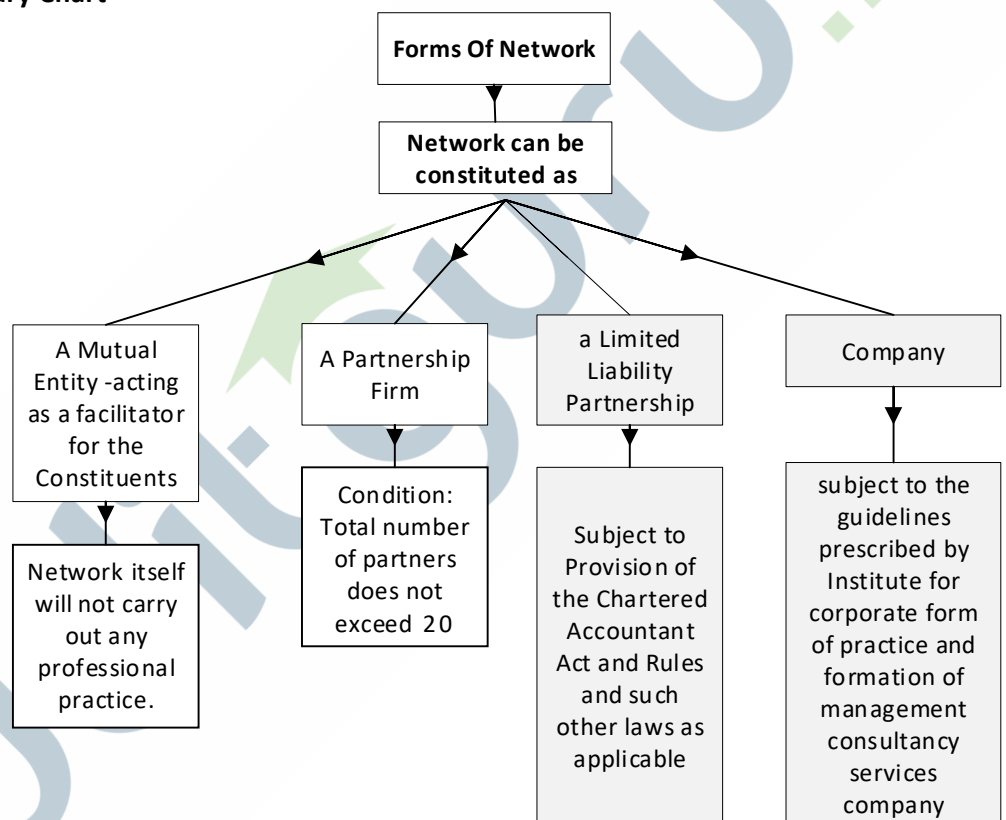 Forms Of Network
Network can be
constituted as
A Mutual
Entity -acting
as a facilitator
for the
Constituents
A Partnership
Firm
a Limited
Liability
Partnership
Company
Network itself
will not carry
out any
professional
practice.
Condition:
Total number
of partners
does not
exceed 20
Subject to
Provision of
the Chartered
Accountant
Act and Rules
and such
other laws as
applicable
subject to the
guidelines
prescribed by
Institute for
corporate form
of practice and
formation of
management
consultancy
services
company